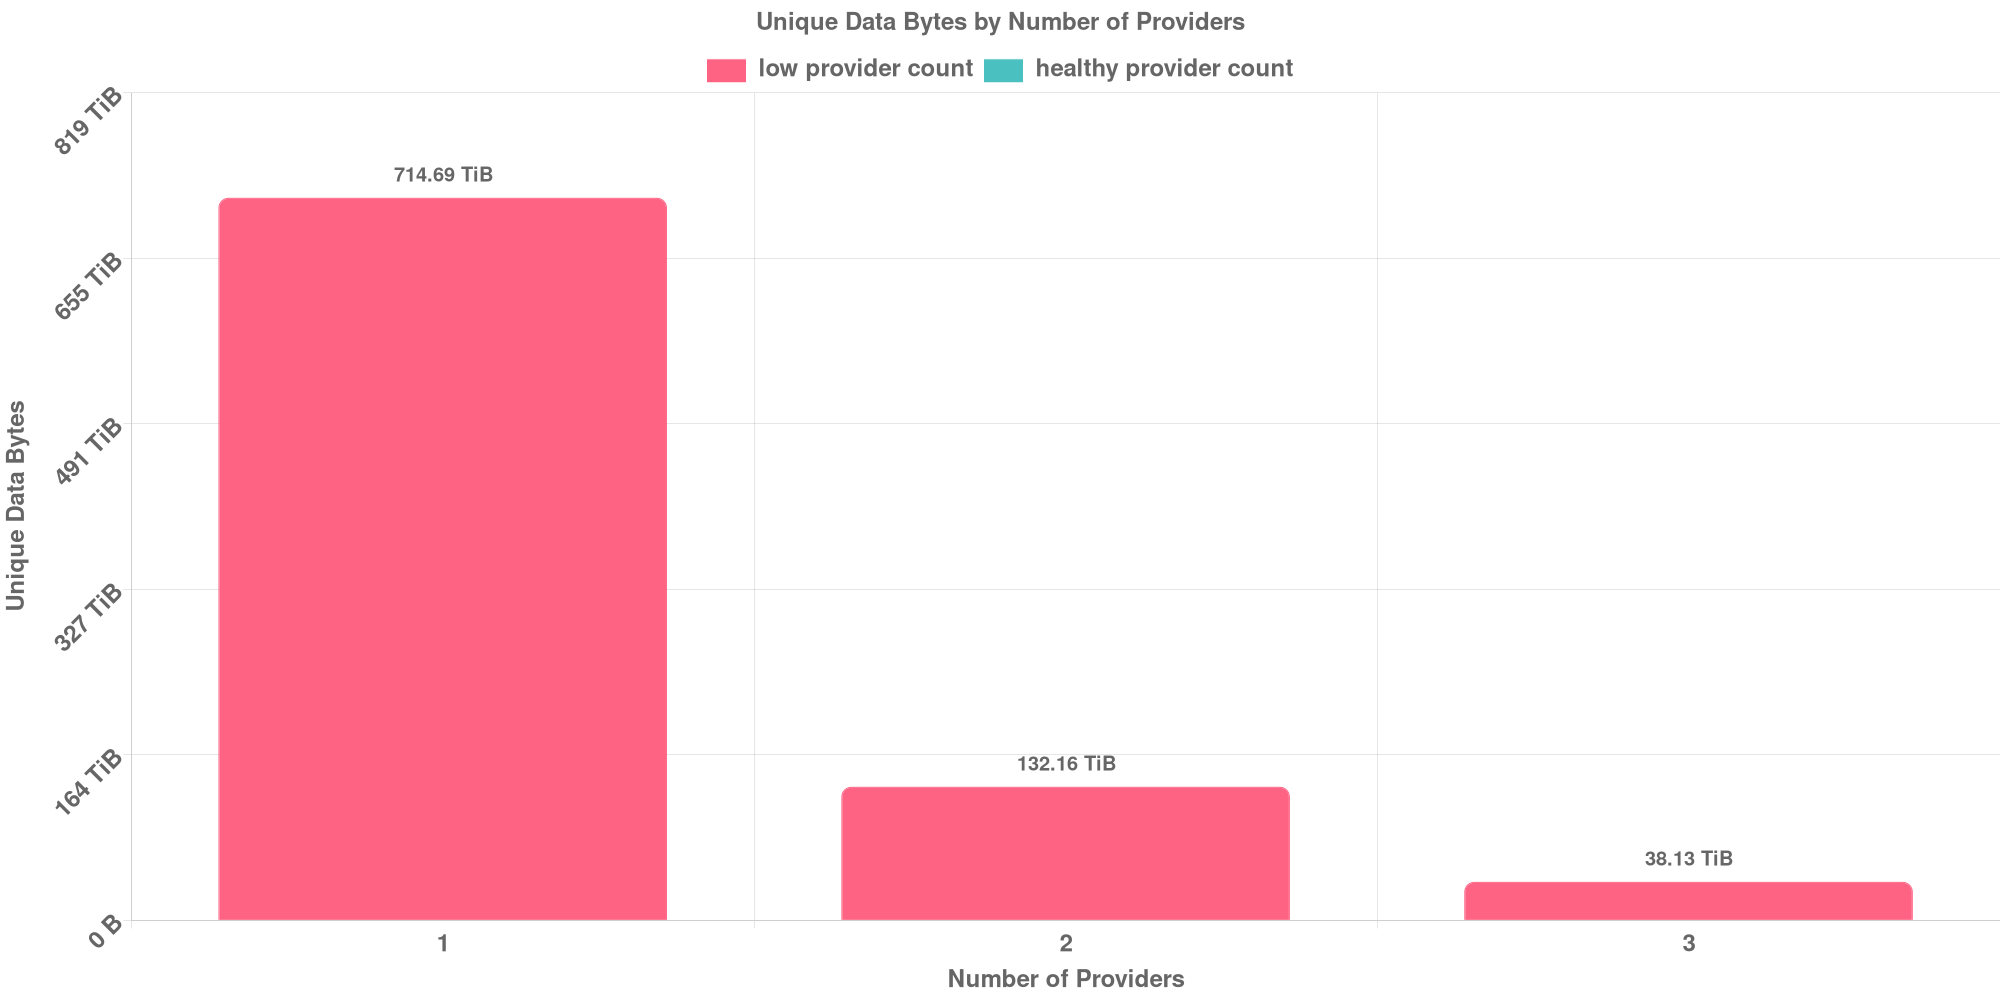 Unique Data Bytes by Number of Providers
low provider count healthy provider count
819 TiB
714.69 TiB
655 TiB
491 TiB
Unique Data Bytes
327 TiB
164 TiB
132.16 TiB
38.13 TiB
0 B
1 2 3
Number of Providers